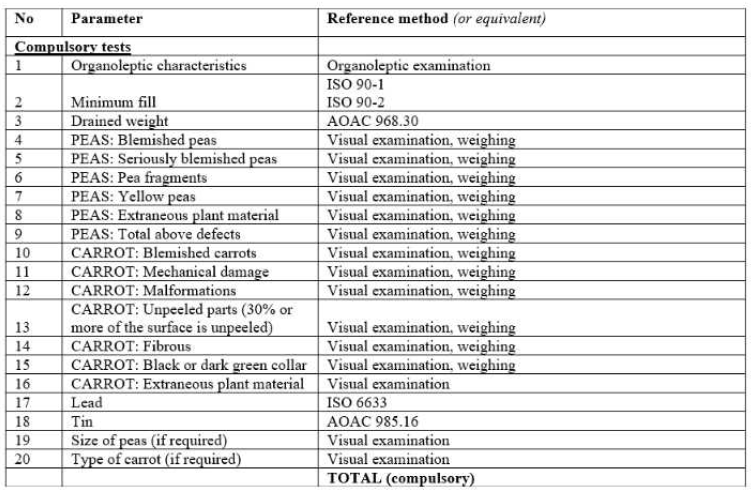 No Parameter Reference method (or equivalent)
Compulsory tests
1 Organoleptic characteristics Organoleptic examination
ISO 90-1
2 Minimum fill ISO 90-2
3 Drained weight AOAC 968.30
4 PEAS: Blemished peas Visual examination, weighing
5 PEAS: Seriously blemished peas Visual examination, weighing
6 PEAS: Pea fragments Visual examination, weighing
7 PEAS: Yellow peas Visual examination, weighing
8 PEAS: Extraneous plant material Visual examination, weighing
9 PEAS: Total above defects Visual examination, weighing
10 CARROT: Blemished carrots Visual examination, weighing
11 CARROT: Mechanical damage Visual examination, weighing
12 CARROT: Malformations Visual examination, weighing
CARROT: Unpeeled parts (30% or
13 more of the surface is unpeeled) Visual examination, weighing
14 CARROT: Fibrous Visual examination, weighing
15 CARROT: Black or dark green collar Visual examination, weighing
16 CARROT: Extraneous plant material Visual examination
17 Lead ISO 6633
18 Tin AOAC 985.16
19 Size of peas (if required) Visual examination
20 Type of carrot (if required) Visual examination
TOTAL (compulsory)